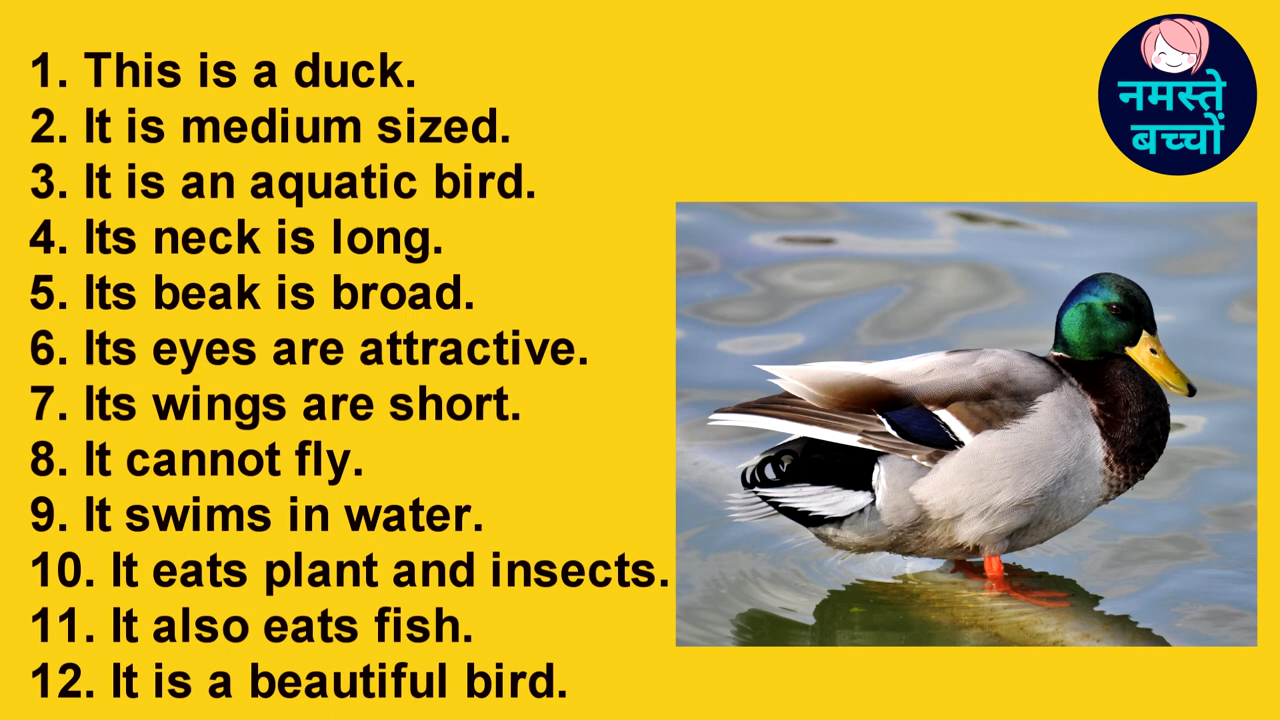 1. This is a duck.
2. It is medium sized.
3. It is an aquatic bird.
4. Its neck is long.
5. Its beak is broad.
6. Its eyes are attractive.
7. Its wings are short.
8. It cannot fly.
9. It swims in water.
10. It eats plant and insects.
11. It also eats fish.
12. It is a beautiful bird.
नमस्ते
बच्चों